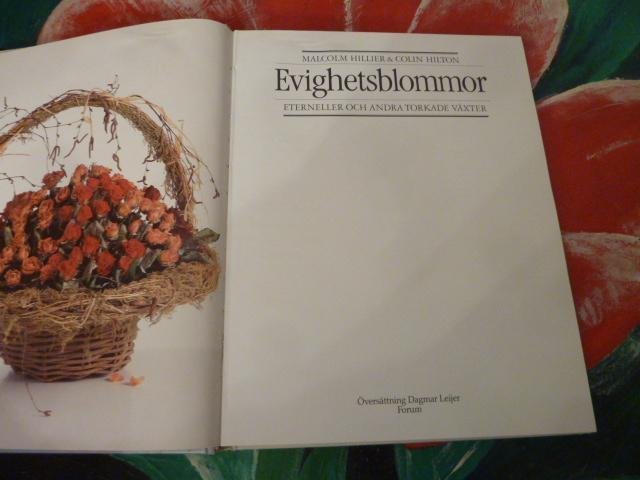 MALCOLM HILLIER & COLIN HILTON
Evighetsblommor
ETERNELLER OCH ANDRA TORKADE VÄXTER
Översättning Dagmar Leijer
Forum